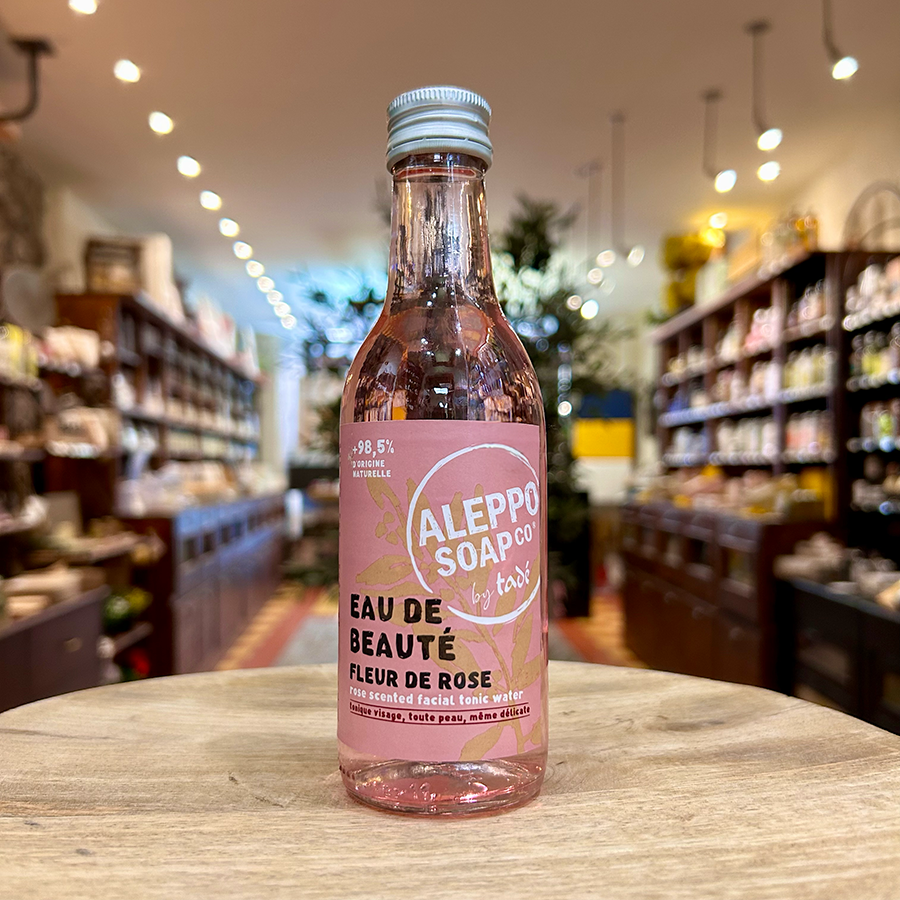 +98,5%
D'ORIGINE
NATURELLE
ALEPPO
SOAP CO®
by tadé
EAU DE
BEAUTÉ
FLEUR DE ROSE
rose scented facial tonic water
tonique visage, toute peau, même délicate